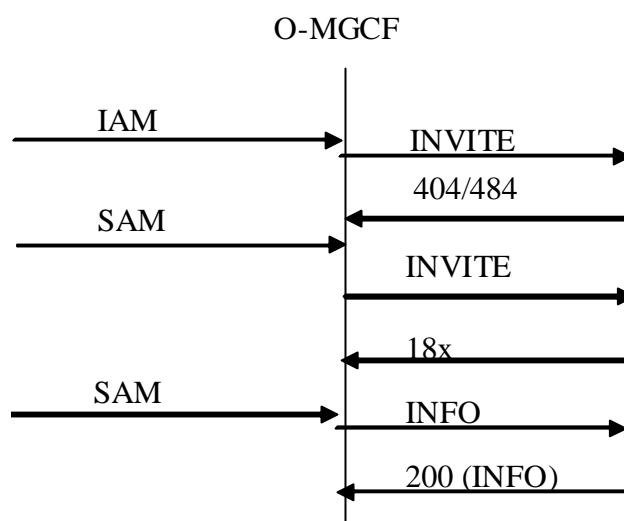 O-MGCF
IAM
INVITE
404/484
SAM
INVITE
18x
SAM
INFO
200 (INFO)